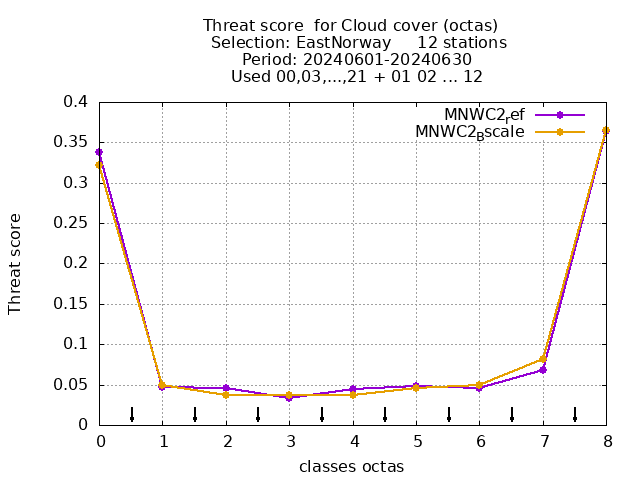 Threat score  for Cloud cover (octas)
Selection: EastNorway     12 stations
Period: 20240601-20240630
Used 00,03,...,21 + 01 02 ... 12
MNWC2ref
MNWC2Bscale
0.4
0.35
0.3
0.25
0.2
0.15
0.1
0.05
0
Threat score
0 1 2 3 4 5 6 7 8
classes octas